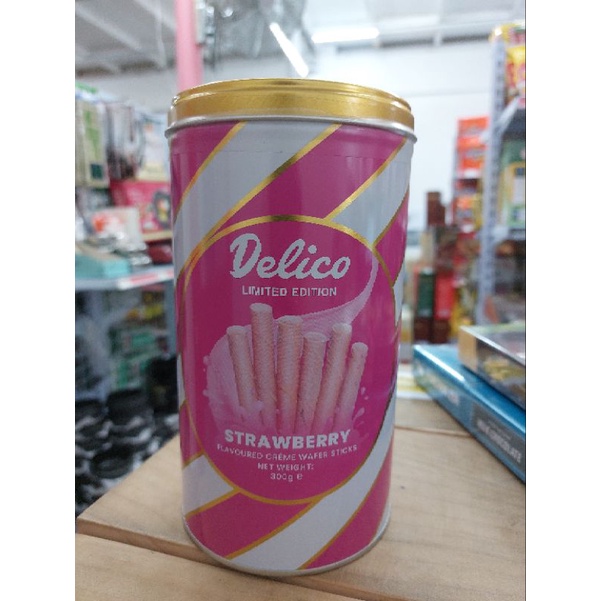 Delico
LIMITED EDITION
STRAWBERRY
FLAVOURED CRÈME WAFER STICKS
NET WEIGHT:
300g e